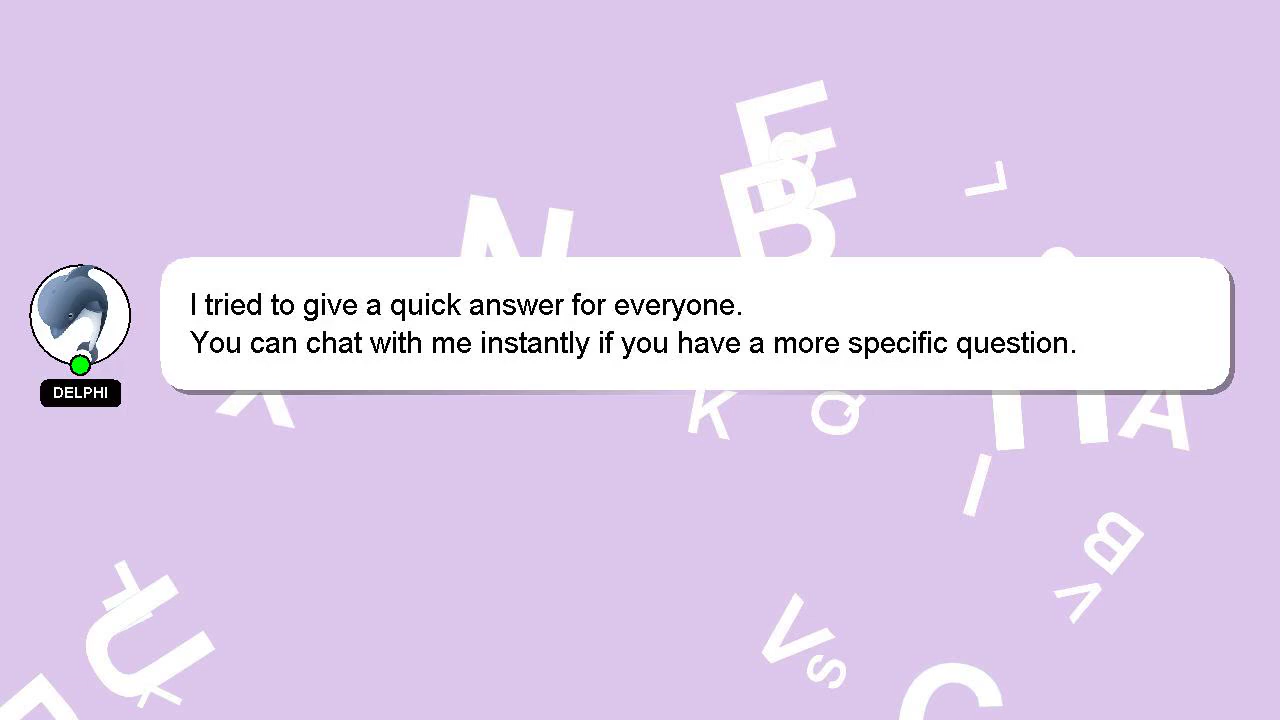 E
B
L
N
I tried to give a quick answer for everyone.
You can chat with me instantly if you have a more specific question.
DELPHI
X
K
Q
A
I
B
V
U
V
S
C